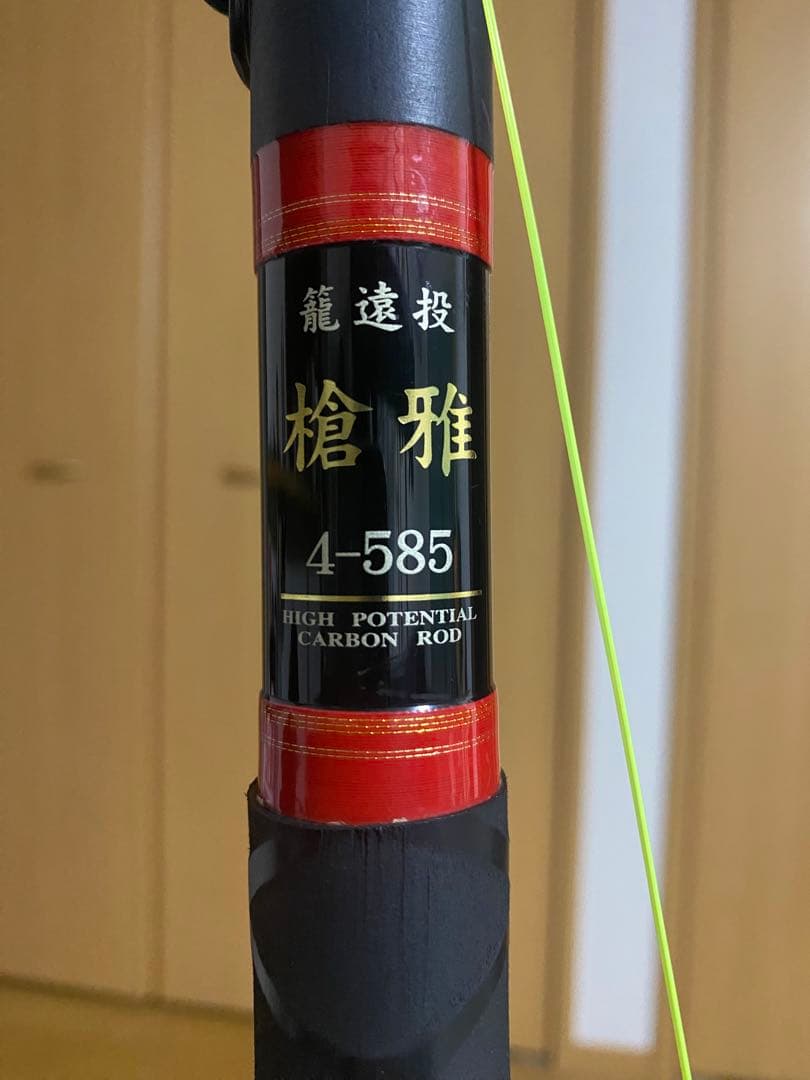 籠遠投
槍雅
4-585
HIGH POTENTIAL
CARBON ROD